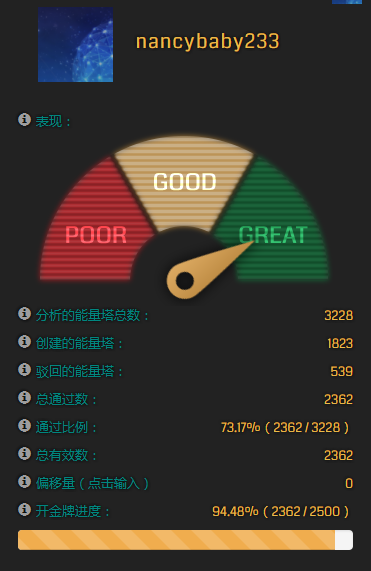 nancybaby233
表现：
GOOD
POOR
GREAT
分析的能量塔总数： 3228
创建的能量塔： 1823
驳回的能量塔： 539
总通过数： 2362
通过比例： 73.17%（2362/3228）
总有效数： 2362
偏移量（点击输入） 0
开金牌进度： 94.48%（2362/2500）